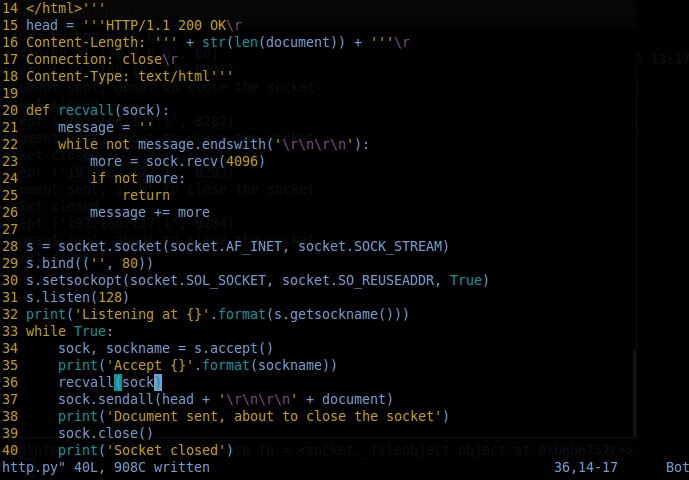 14 </html>'''
15 head = '''HTTP/1.1 200 OK\r
16 Content-Length: ''' + str(len(document)) + '''\r
17 Connection: close\r
18 Content-Type: text/html'''
19
20 def recvall(sock):
21     message = ''
22     while not message.endswith('\r\n\r\n'):
23         more = sock.recv(4096)
24         if not more:
25             return
26         message += more
27
28 s = socket.socket(socket.AF_INET, socket.SOCK_STREAM)
29 s.bind(('', 80))
30 s.setsockopt(socket.SOL_SOCKET, socket.SO_REUSEADDR, True)
31 s.listen(128)
32 print('Listening at {}'.format(s.getsockname()))
33 while True:
34     sock, sockname = s.accept()
35     print('Accept {}'.format(sockname))
36     recvall(sock)
37     sock.sendall(head + '\r\n\r\n' + document)
38     print('Document sent, about to close the socket')
39     sock.close()
40     print('Socket closed')
http.py" 40L, 908C written 36,14-17 Bot